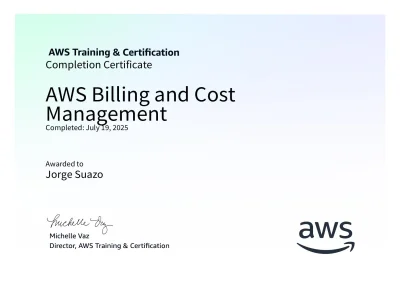 AWS Training & Certification
Completion Certificate
AWS Billing and Cost
Management
Completed: July 19, 2025
Awarded to
Jorge Suazo
Michelle Vaz
Michelle Vaz
Director, AWS Training & Certification
aws